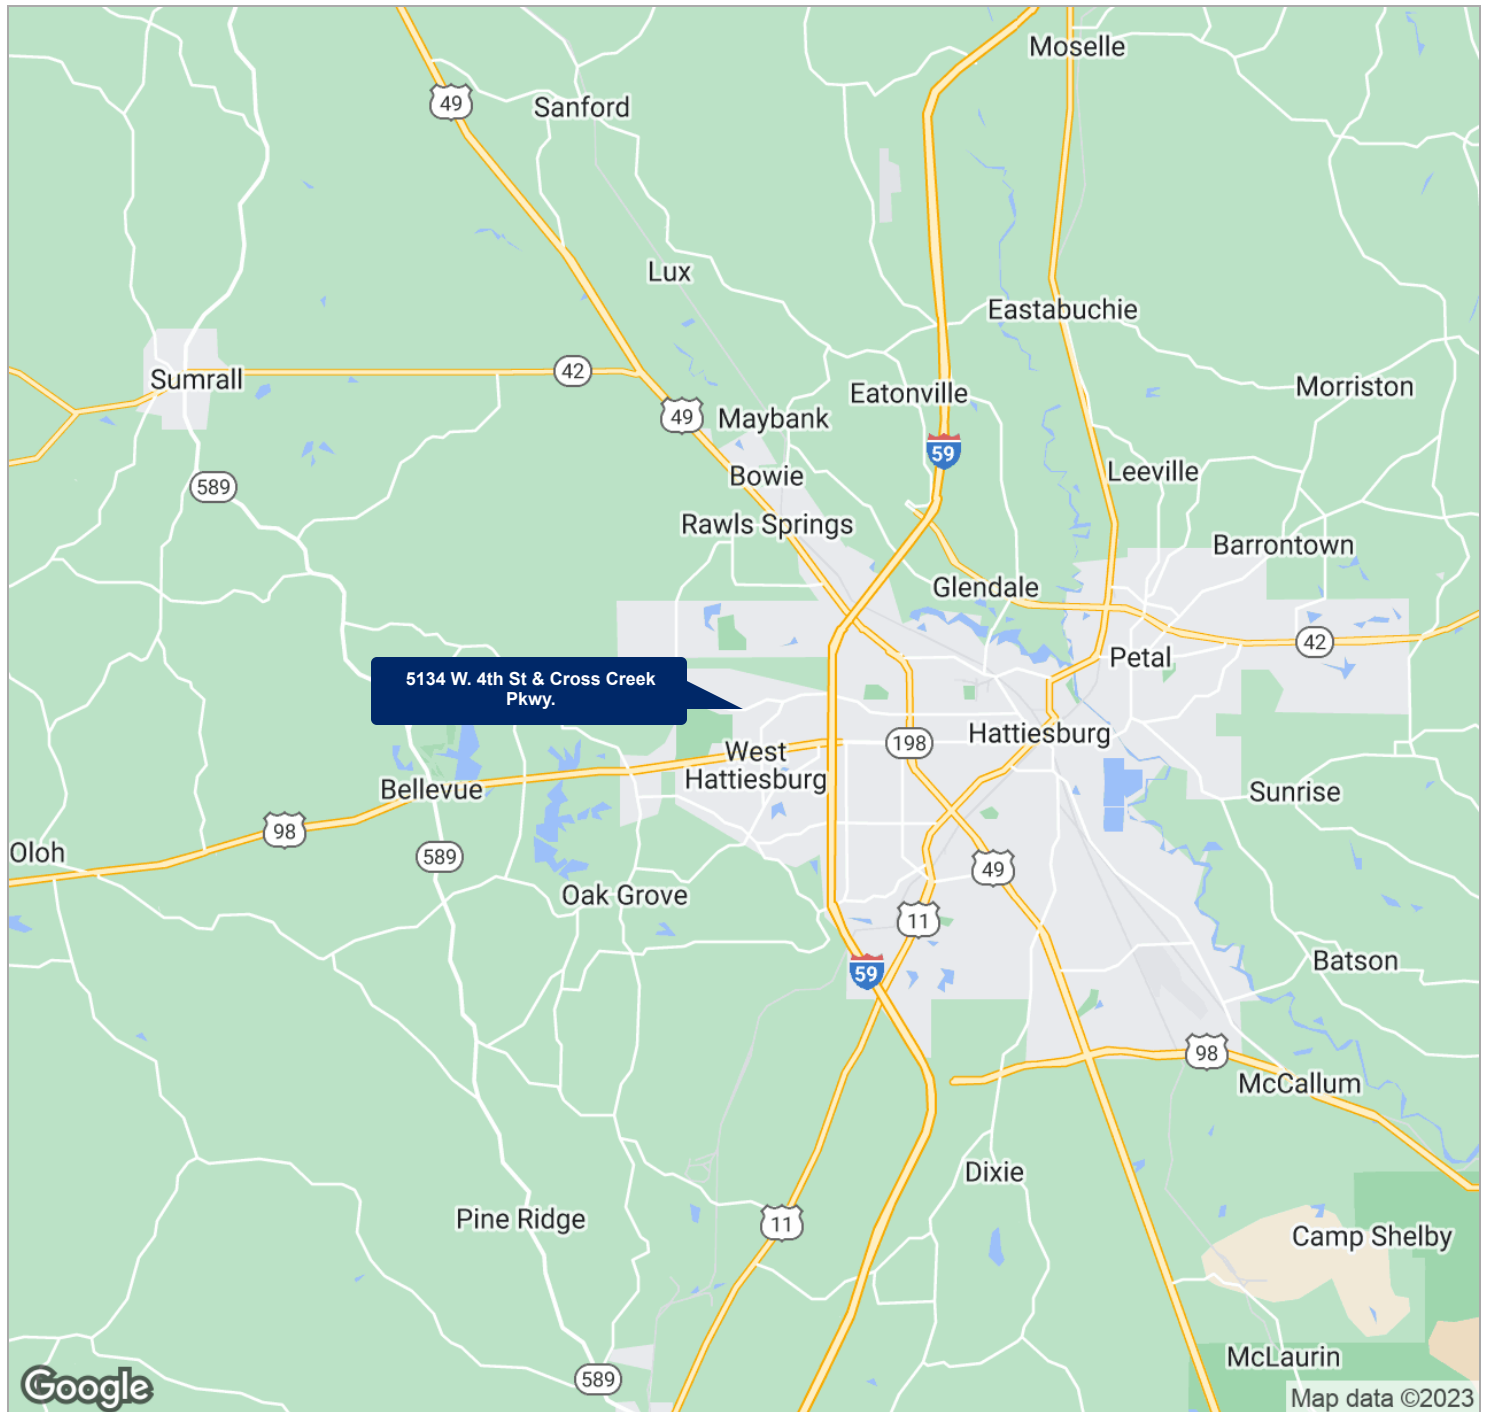 Moselle
49
Sanford
Lux
Eastabuchie
42
Sumrall
Eatonville
Morriston
49
Maybank
59
Leeville
Bowie
589
Rawls Springs
Barrontown
Glendale
42
Petal
5134 W. 4th St & Cross Creek
Pkwy.
Hattiesburg
198
West
Hattiesburg
Bellevue
Sunrise
98
Oloh
589
49
Oak Grove
11
Batson
59
98
McCallum
Dixie
Pine Ridge
11
Camp Shelby
McLaurin
589
Google
Map data ©2023